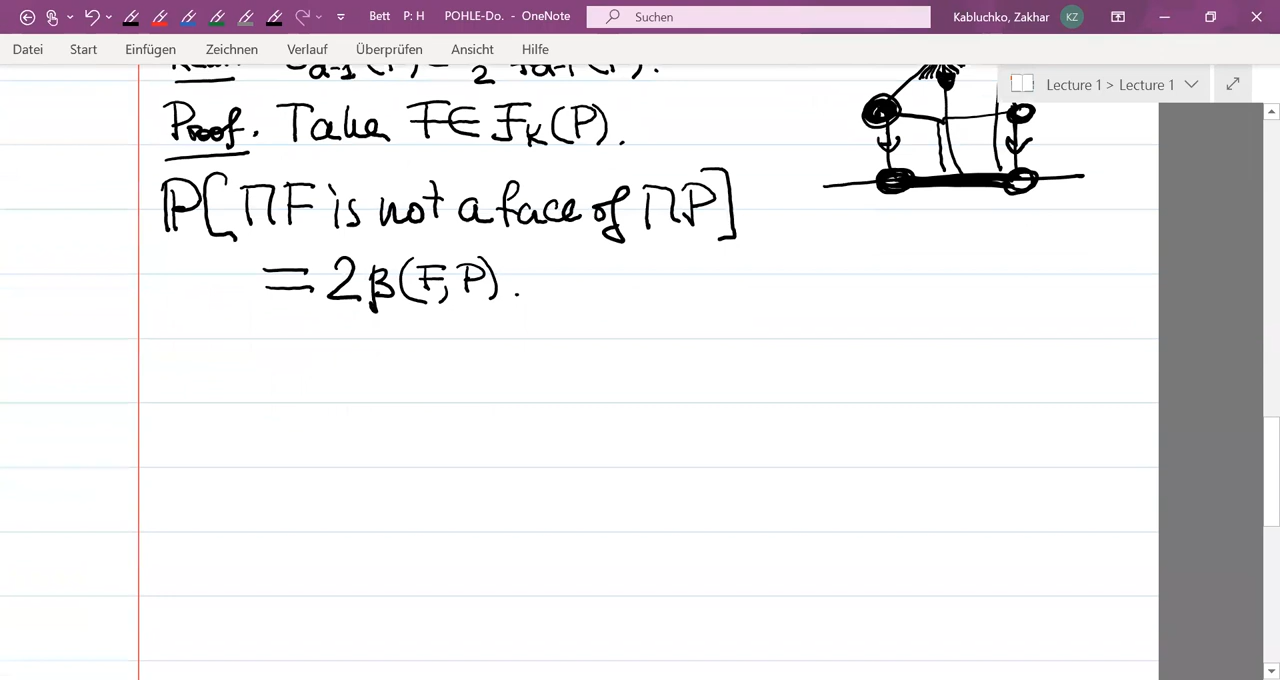 Bett P: H POHLE-Do. - OneNote Suchen Kabluchko, Zakhar KZ
Datei Start Einfügen Zeichnen Verlauf Überprüfen Ansicht Hilfe
Lecture 1 > Lecture 1
Proof. Take F ∈ ℱₖ(P).
ℙ[ΠF is not a face of ΠP]
= 2β(F, P).